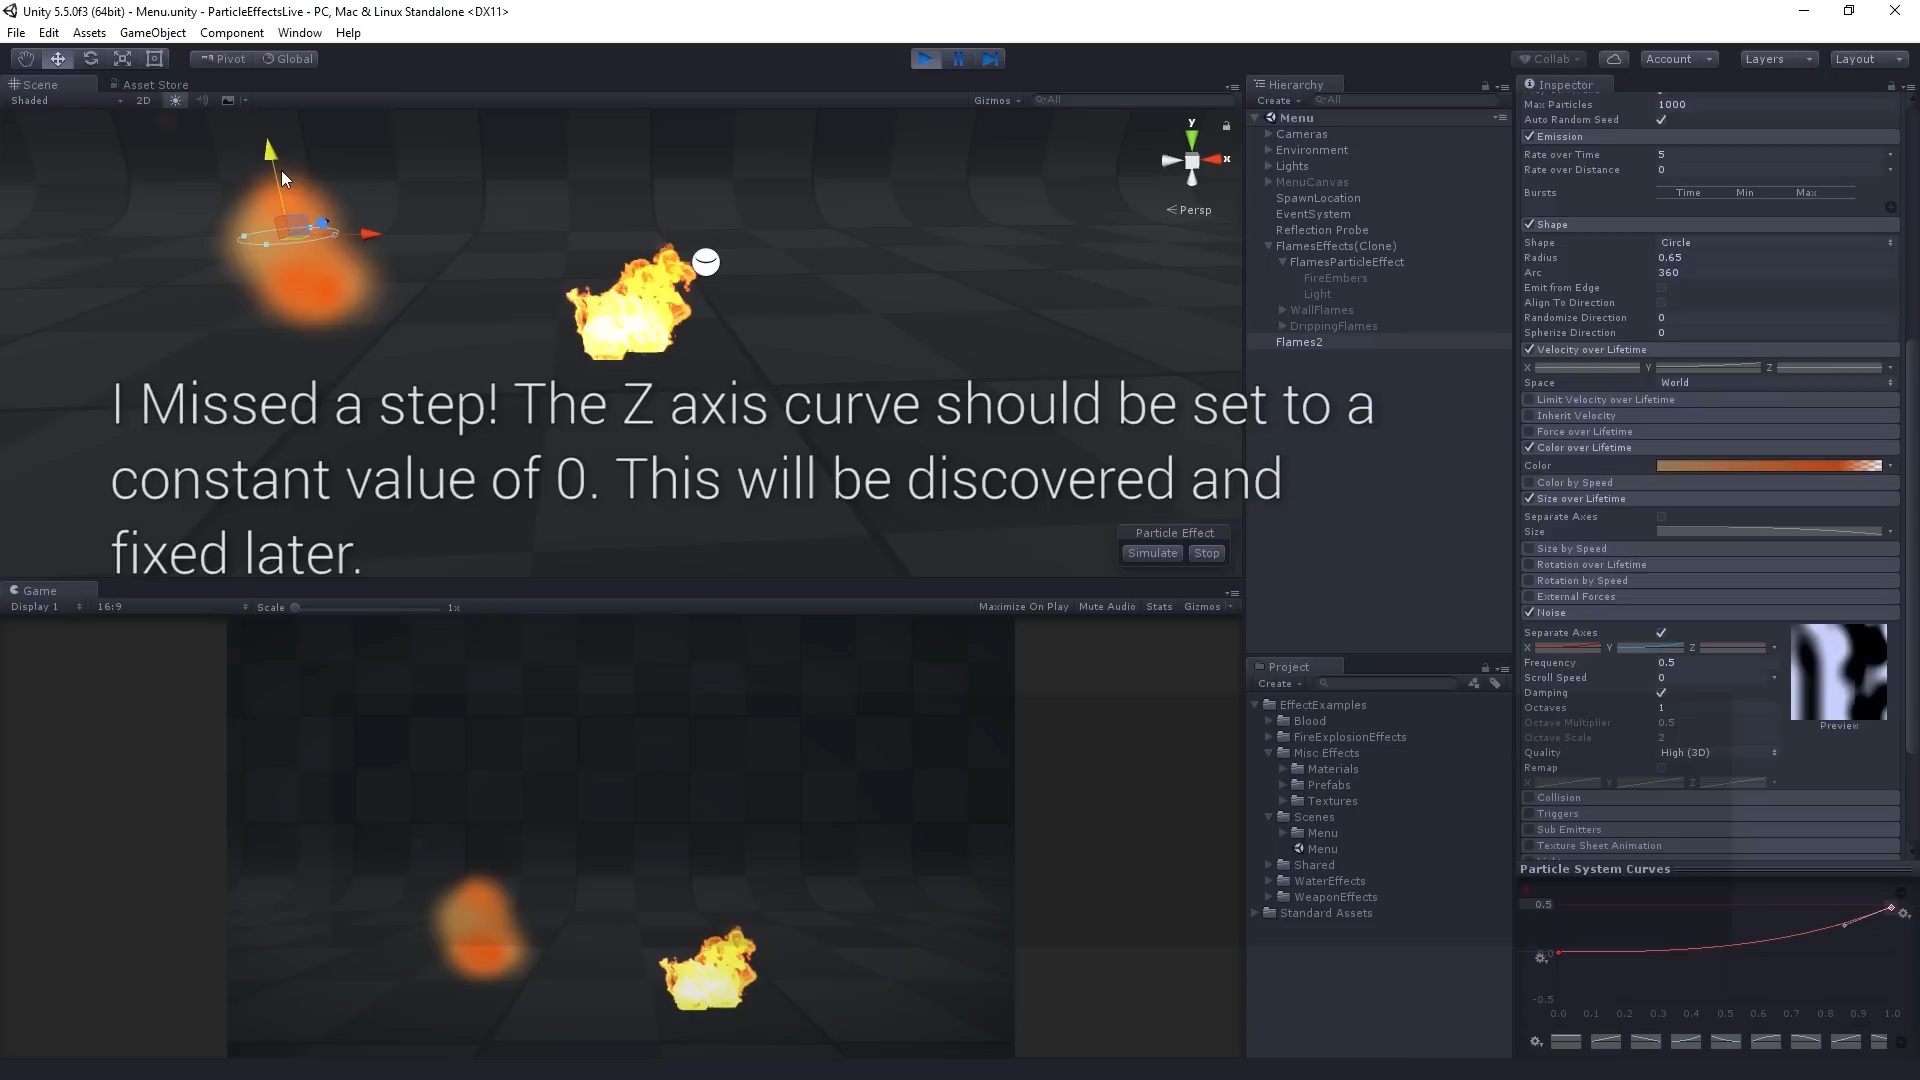 Unity 5.5.0f3 (64bit) - Menu.unity - ParticleEffectsLive - PC, Mac & Linux Standalone <DX11>
File Edit Assets GameObject Component Window Help
Pivot Global
Collab Account Layers Layout
Scene Asset Store
Shaded 2D Gizmos All
y
x
Persp
I Missed a step! The Z axis curve should be set to a
constant value of 0. This will be discovered and
fixed later.
Particle Effect
Simulate Stop
Game
Display 1 16:9 Scale 1x Maximize On Play Mute Audio Stats Gizmos
Hierarchy
Create All
Menu
Cameras
Environment
Lights
MenuCanvas
SpawnLocation
EventSystem
Reflection Probe
FlamesEffects(Clone)
FlamesParticleEffect
FireEmbers
Light
WallFlames
DrippingFlames
Flames2
Project
Create
EffectExamples
Blood
FireExplosionEffects
Misc Effects
Materials
Prefabs
Textures
Scenes
Menu
Menu
Shared
WaterEffects
WeaponEffects
Standard Assets
Inspector
Max Particles 1000
Auto Random Seed
Emission
Rate over Time 5
Rate over Distance 0
Bursts Time Min Max
Shape
Shape Circle
Radius 0.65
Arc 360
Emit from Edge
Align To Direction
Randomize Direction 0
Spherize Direction 0
Velocity over Lifetime
X Y Z
Space World
Limit Velocity over Lifetime
Inherit Velocity
Force over Lifetime
Color over Lifetime
Color
Color by Speed
Size over Lifetime
Separate Axes
Size
Size by Speed
Rotation over Lifetime
Rotation by Speed
External Forces
Noise
Separate Axes
X Y Z
Frequency 0.5
Scroll Speed 0
Damping
Octaves 1
Octave Multiplier 0.5
Octave Scale 2
Quality High (3D)
Remap
X Y Z
Preview
Collision
Triggers
Sub Emitters
Texture Sheet Animation
Particle System Curves
0.5
-0.5
0.0 0.1 0.2 0.3 0.4 0.5 0.6 0.7 0.8 0.9 1.0